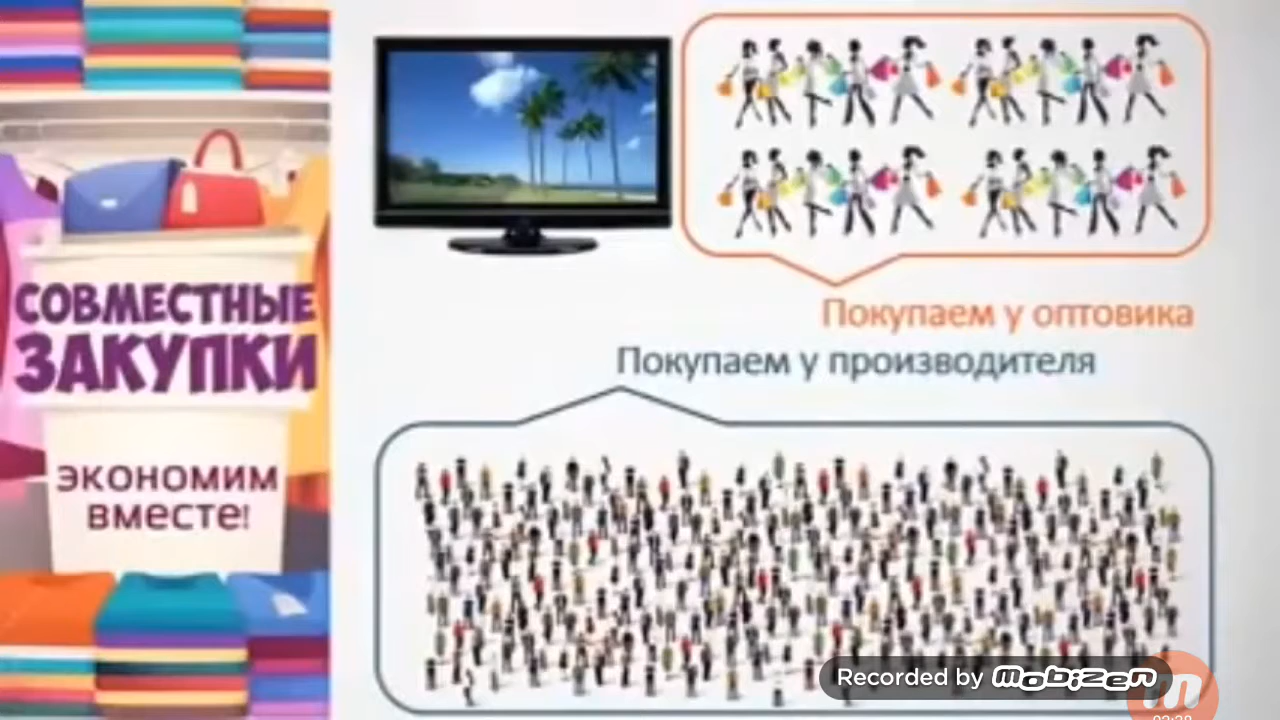 СОВМЕСТНЫЕ
ЗАКУПКИ
ЭКОНОМИМ
ВМЕСТЕ!
Покупаем у оптовика
Покупаем у производителя
Recorded by mobizen